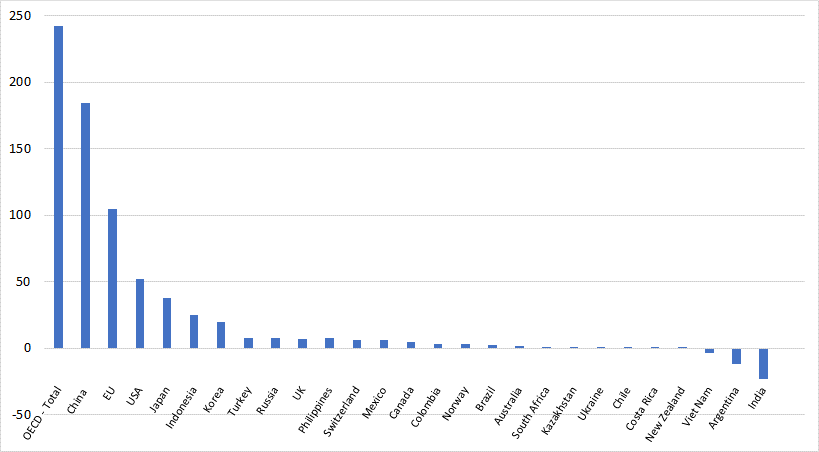 250
200
150
100
50
0
-50
OECD - Total
China
EU
USA
Japan
Indonesia
Korea
Turkey
Russia
UK
Philippines
Switzerland
Mexico
Canada
Colombia
Norway
Brazil
Australia
South Africa
Kazakhstan
Ukraine
Chile
Costa Rica
New Zealand
Viet Nam
Argentina
India